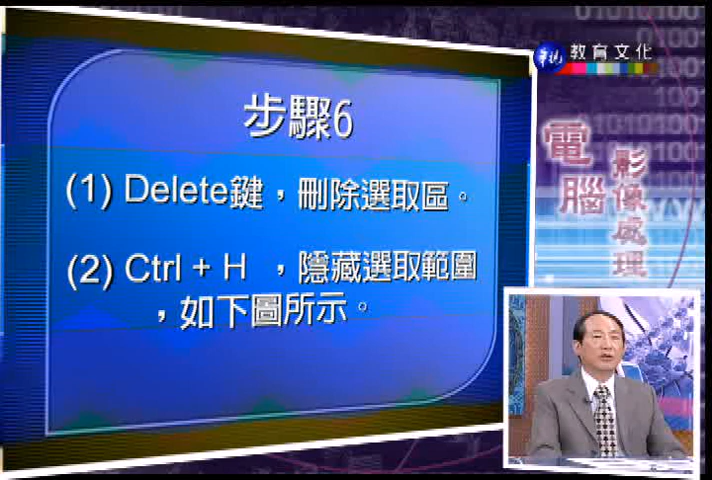 步驟6
(1) Delete鍵，刪除選取區。
(2) Ctrl + H ，隱藏選取範圍
，如下圖所示。
華視 教育文化
電腦
影像處理